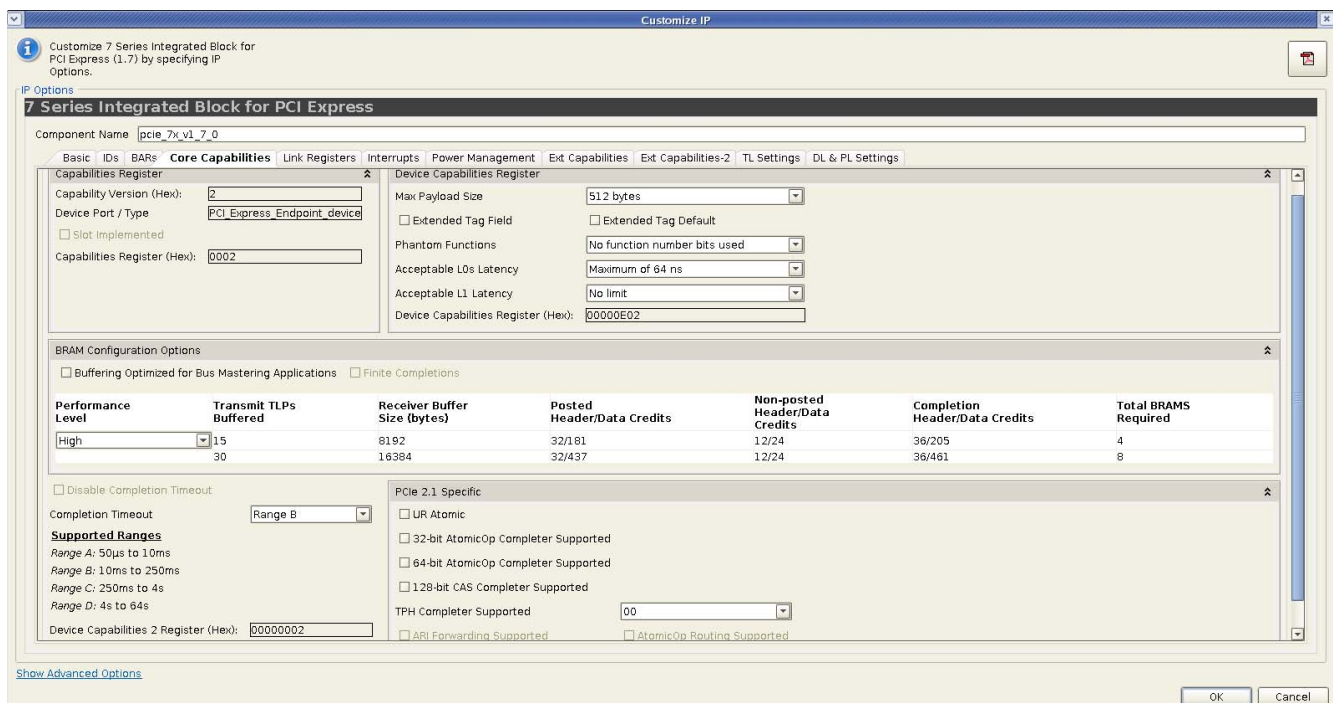 Customize IP
Customize 7 Series Integrated Block for
PCI Express (1.7) by specifying IP
Options.
IP Options
7 Series Integrated Block for PCI Express
Component Name pcie_7x_v1_7_0
Basic IDs BARs Core Capabilities Link Registers Interrupts Power Management Ext Capabilities Ext Capabilities-2 TL Settings DL & PL Settings
Capabilities Register
Capability Version (Hex): 2
Device Port / Type PCI_Express_Endpoint_device
Slot Implemented
Capabilities Register (Hex): 0002
Device Capabilities Register
Max Payload Size 512 bytes
Extended Tag Field Extended Tag Default
Phantom Functions No function number bits used
Acceptable L0s Latency Maximum of 64 ns
Acceptable L1 Latency No limit
Device Capabilities Register (Hex): 00000E02
BRAM Configuration Options
Buffering Optimized for Bus Mastering Applications Finite Completions
Performance Level Transmit TLPs Buffered Receiver Buffer Size (bytes) Posted Header/Data Credits Non-posted Header/Data Credits Completion Header/Data Credits Total BRAMS Required
High 15 8192 32/181 12/24 36/205 4
30 16384 32/437 12/24 36/461 8
Disable Completion Timeout
Completion Timeout Range B
Supported Ranges
Range A: 50µs to 10ms
Range B: 10ms to 250ms
Range C: 250ms to 4s
Range D: 4s to 64s
Device Capabilities 2 Register (Hex): 00000002
PCIe 2.1 Specific
UR Atomic
32-bit AtomicOp Completer Supported
64-bit AtomicOp Completer Supported
128-bit CAS Completer Supported
TPH Completer Supported 00
ARI Forwarding Supported AtomicOp Routing Supported
Show Advanced Options
OK Cancel